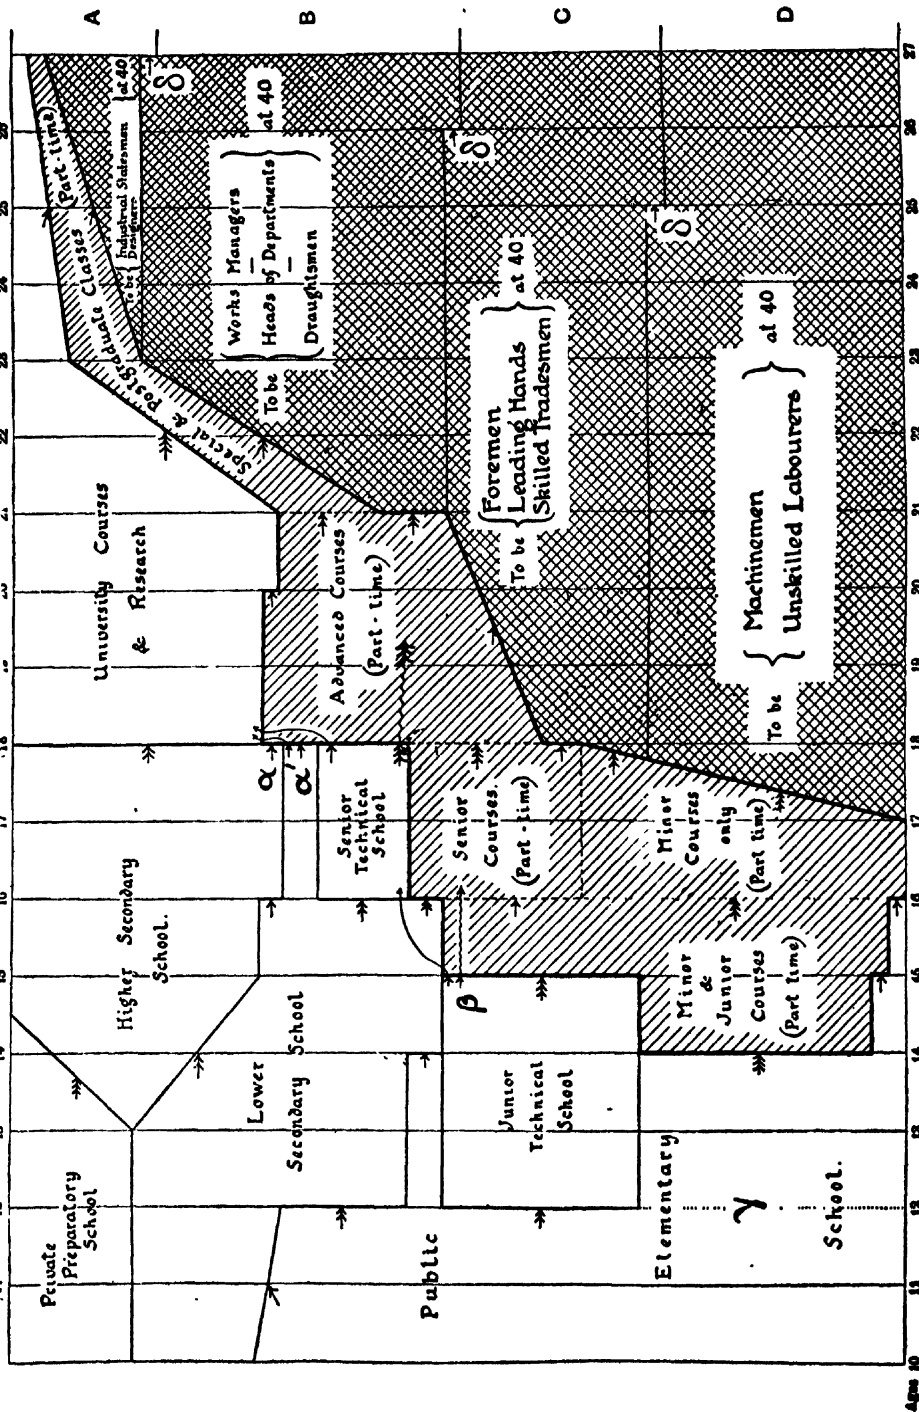 A
B
C
D
Private
Preparatory
School
Higher Secondary
School.
University Courses
& Research
Special & Postgraduate Classes (Part-time)
To be { Industrial Statesmen
Designers } at 40
δ
Lower
Secondary School
α
α'
Senior
Technical
School
Advanced Courses
(Part-time)
To be { Works Managers
Heads of Departments
Draughtsmen } at 40
δ
Public
Elementary
School.
γ
Junior
Technical
School
β
Senior
Courses.
(Part-time)
To be { Foremen
Leading Hands
Skilled Tradesmen } at 40
δ
Minor
&
Junior
Courses
(Part time)
Minor
Courses
only
(Part time)
To be { Machinemen
Unskilled Labourers } at 40
Ages 10 11 12 13 14 15 16 17 18 19 20 21 22 23 24 25 26 27